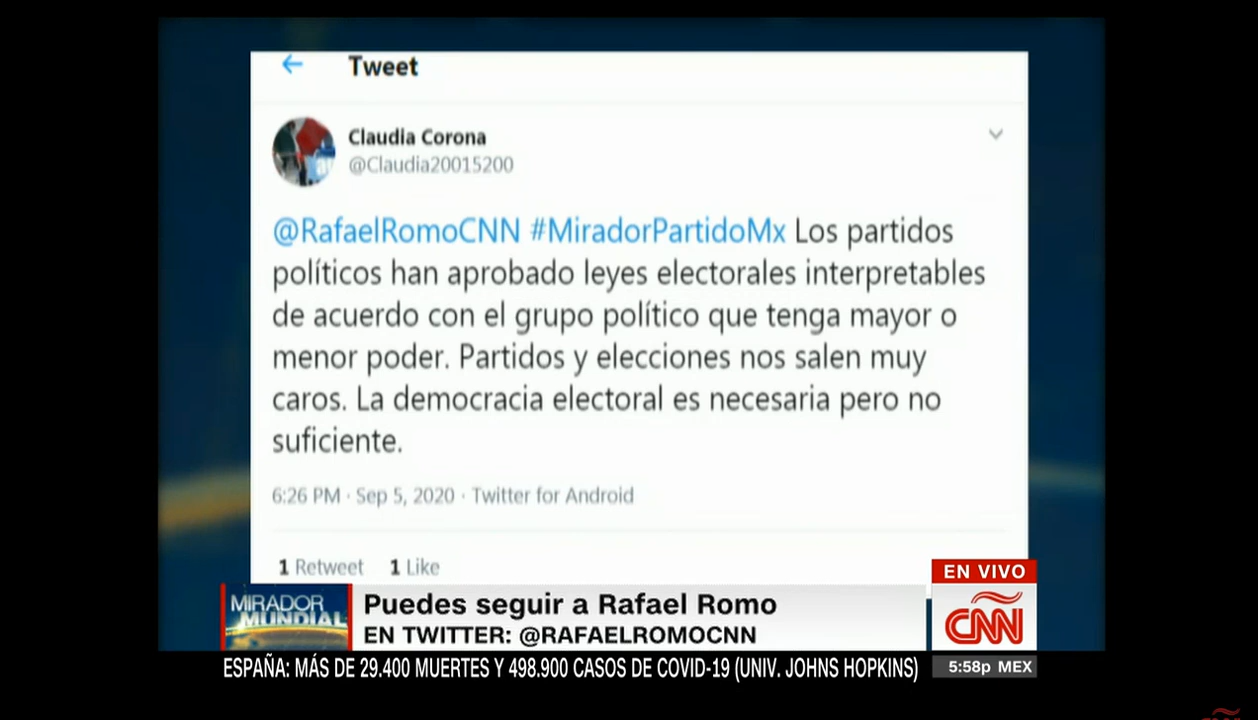 Tweet
Claudia Corona
@Claudia20015200
@RafaelRomoCNN #MiradorPartidoMx Los partidos
políticos han aprobado leyes electorales interpretables
de acuerdo con el grupo político que tenga mayor o
menor poder. Partidos y elecciones nos salen muy
caros. La democracia electoral es necesaria pero no
suficiente.
6:26 PM · Sep 5, 2020 · Twitter for Android
1 Retweet 1 Like
EN VIVO
MIRADOR
MUNDIAL
Puedes seguir a Rafael Romo
EN TWITTER: @RAFAELROMOCNN
CNN
ESPAÑA: MÁS DE 29.400 MUERTES Y 498.900 CASOS DE COVID-19 (UNIV. JOHNS HOPKINS)
5:58p MEX